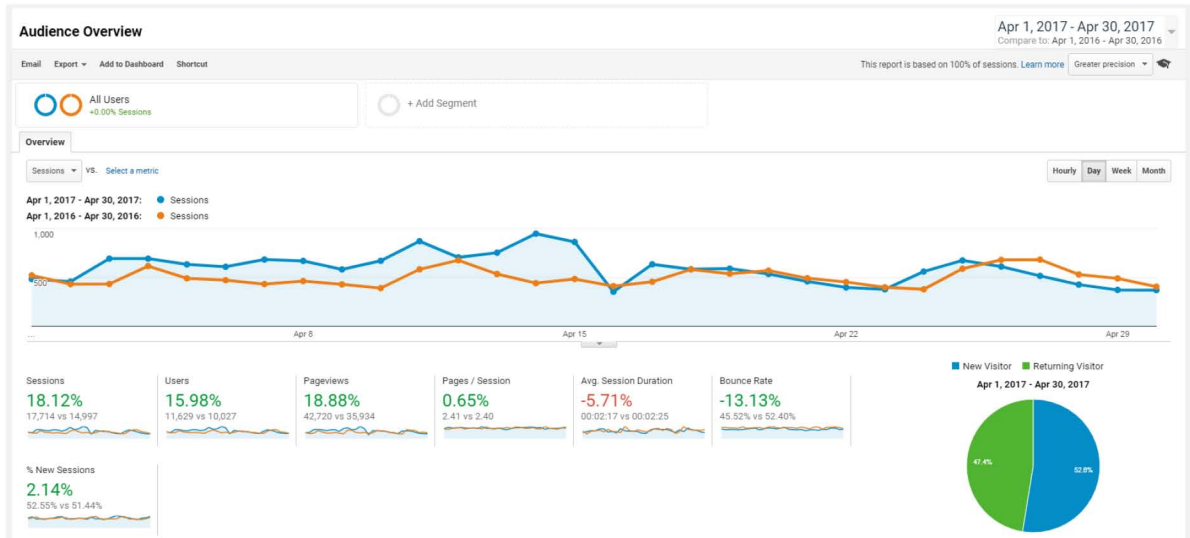 Audience Overview
Apr 1, 2017 - Apr 30, 2017
Compare to: Apr 1, 2016 - Apr 30, 2016
Email Export Add to Dashboard Shortcut
This report is based on 100% of sessions. Learn more Greater precision
All Users
+0.00% Sessions
+ Add Segment
Overview
Sessions VS. Select a metric
Hourly Day Week Month
Apr 1, 2017 - Apr 30, 2017: Sessions
Apr 1, 2016 - Apr 30, 2016: Sessions
1,000
500
... Apr 8 Apr 15 Apr 22 Apr 29
New Visitor Returning Visitor
Apr 1, 2017 - Apr 30, 2017
Sessions Users Pageviews Pages / Session Avg. Session Duration Bounce Rate
18.12% 15.98% 18.88% 0.65% -5.71% -13.13%
17,714 vs 14,997 11,629 vs 10,027 42,720 vs 35,934 2.41 vs 2.40 00:02:17 vs 00:02:25 45.52% vs 52.40%
47.4% 52.6%
% New Sessions
2.14%
52.55% vs 51.44%